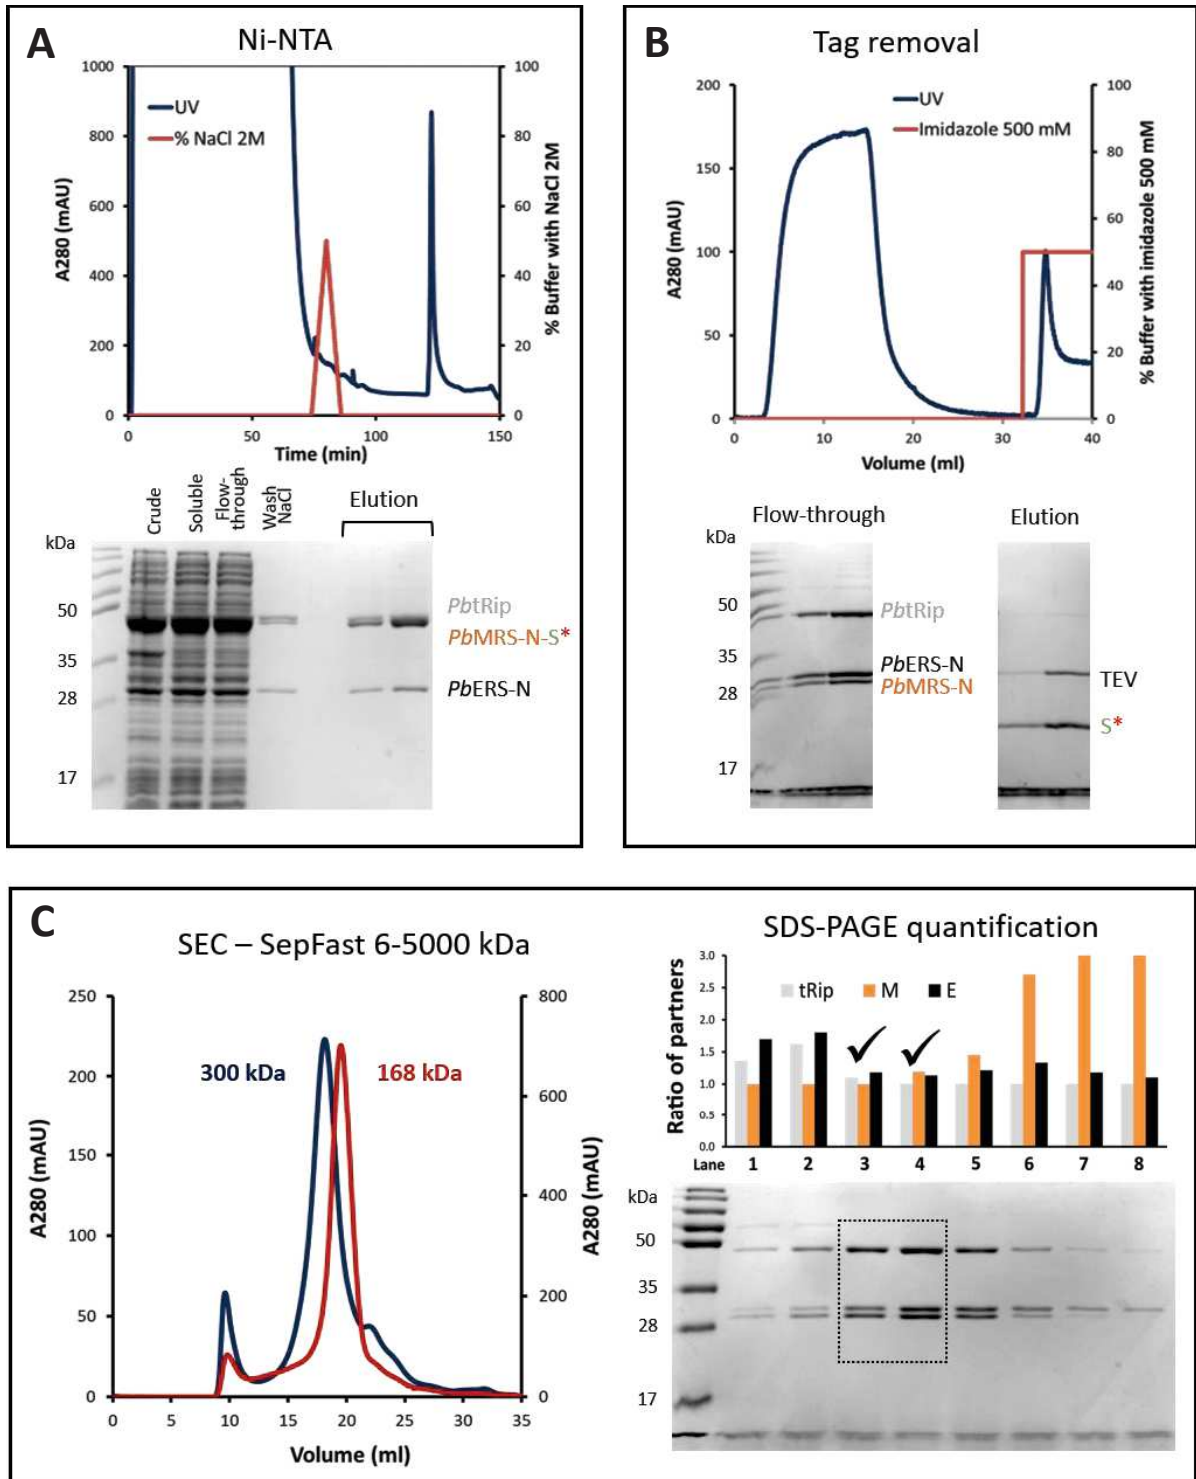 A
Ni-NTA
1000
800
600
400
200
0
100
80
60
40
20
0
UV
% NaCl 2M
A280 (mAU)
% Buffer with NaCl 2M
0
50
100
150
Time (min)
Crude
Soluble
Flow-
through
Wash
NaCl
Elution
kDa
50
35
28
17
PbtRip
PbMRS-N-S*
PbERS-N
B
Tag removal
200
150
100
50
0
100
80
60
40
20
0
UV
Imidazole 500 mM
A280 (mAU)
% Buffer with imidazole 500 mM
0
10
20
30
40
Volume (ml)
Flow-through
Elution
kDa
50
35
28
17
PbtRip
PbERS-N
PbMRS-N
TEV
S*
C
SEC – SepFast 6-5000 kDa
250
200
150
100
50
0
800
600
400
200
0
300 kDa
168 kDa
A280 (mAU)
A280 (mAU)
0
5
10
15
20
25
30
35
Volume (ml)
SDS-PAGE quantification
3.0
2.5
2.0
1.5
1.0
0.5
0.0
Ratio of partners
tRip
M
E
Lane
1
2
3
4
5
6
7
8
kDa
50
35
28
17